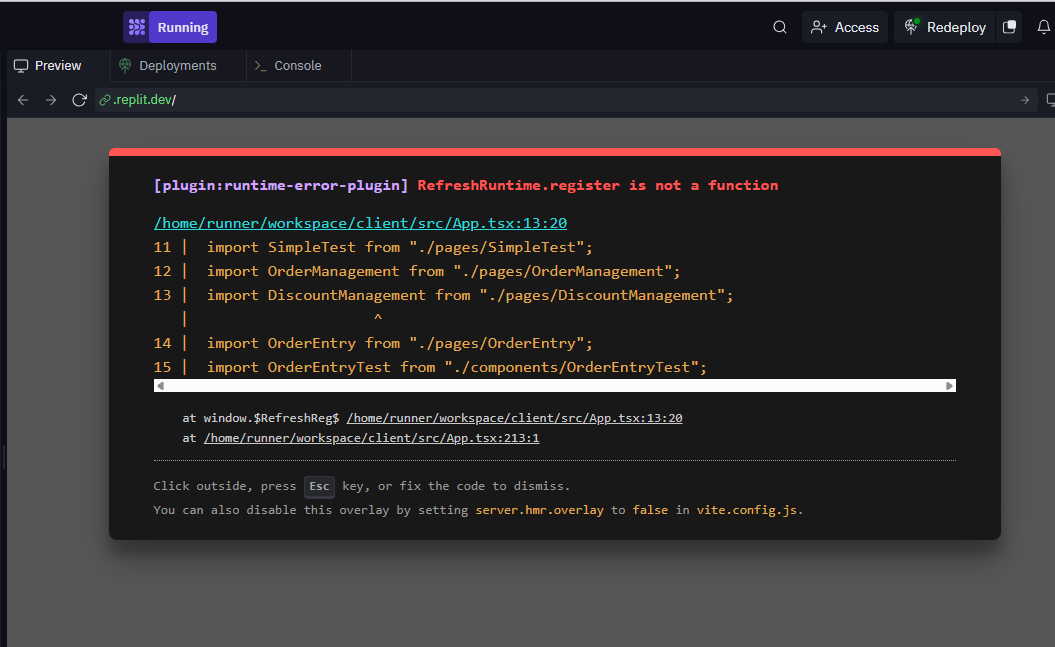 Running
Access
Redeploy
Preview
Deployments
>_ Console
.replit.dev/
[plugin:runtime-error-plugin] RefreshRuntime.register is not a function
/home/runner/workspace/client/src/App.tsx:13:20
11 | import SimpleTest from "./pages/SimpleTest";
12 | import OrderManagement from "./pages/OrderManagement";
13 | import DiscountManagement from "./pages/DiscountManagement";
| ^
14 | import OrderEntry from "./pages/OrderEntry";
15 | import OrderEntryTest from "./components/OrderEntryTest";
at window.$RefreshReg$ /home/runner/workspace/client/src/App.tsx:13:20
at /home/runner/workspace/client/src/App.tsx:213:1
Click outside, press Esc key, or fix the code to dismiss.
You can also disable this overlay by setting server.hmr.overlay to false in vite.config.js.